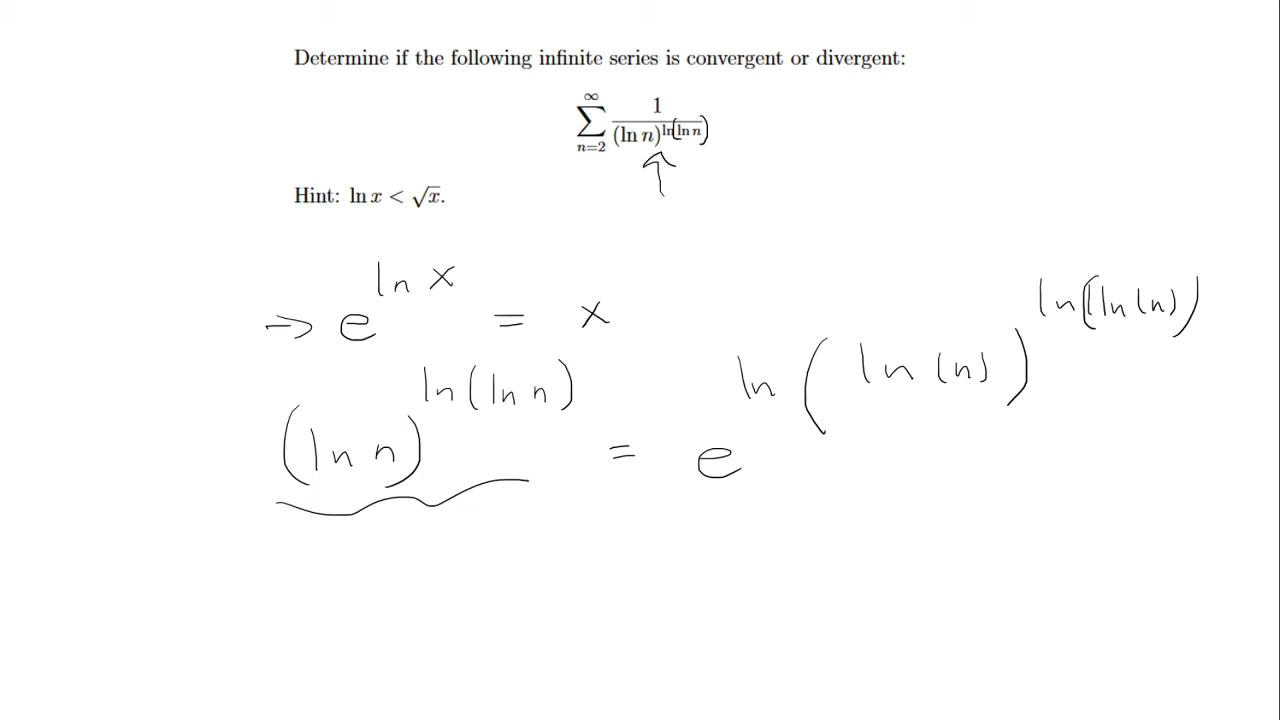 Determine if the following infinite series is convergent or divergent:
∞
∑ 1 / (ln n)^ln(ln n)
n=2
Hint: ln x < √x.
→ e^ln x = x
(ln n)^ln(ln n) = e^ln(ln(n))^ln(ln(n))